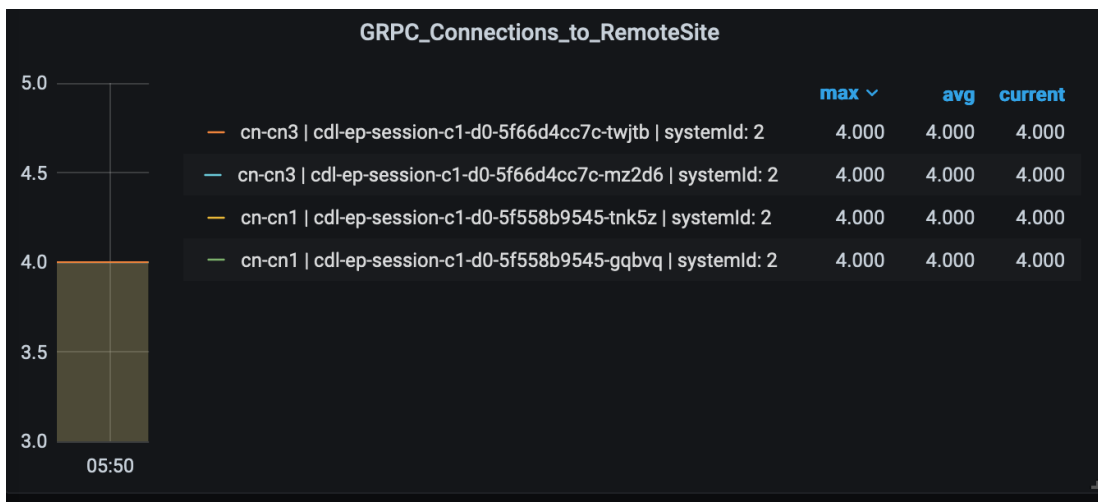 GRPC_Connections_to_RemoteSite
5.0
4.5
4.0
3.5
3.0
05:50
max avg current
cn-cn3 | cdl-ep-session-c1-d0-5f66d4cc7c-twjtb | systemId: 2 4.000 4.000 4.000
cn-cn3 | cdl-ep-session-c1-d0-5f66d4cc7c-mz2d6 | systemId: 2 4.000 4.000 4.000
cn-cn1 | cdl-ep-session-c1-d0-5f558b9545-tnk5z | systemId: 2 4.000 4.000 4.000
cn-cn1 | cdl-ep-session-c1-d0-5f558b9545-gqbvq | systemId: 2 4.000 4.000 4.000